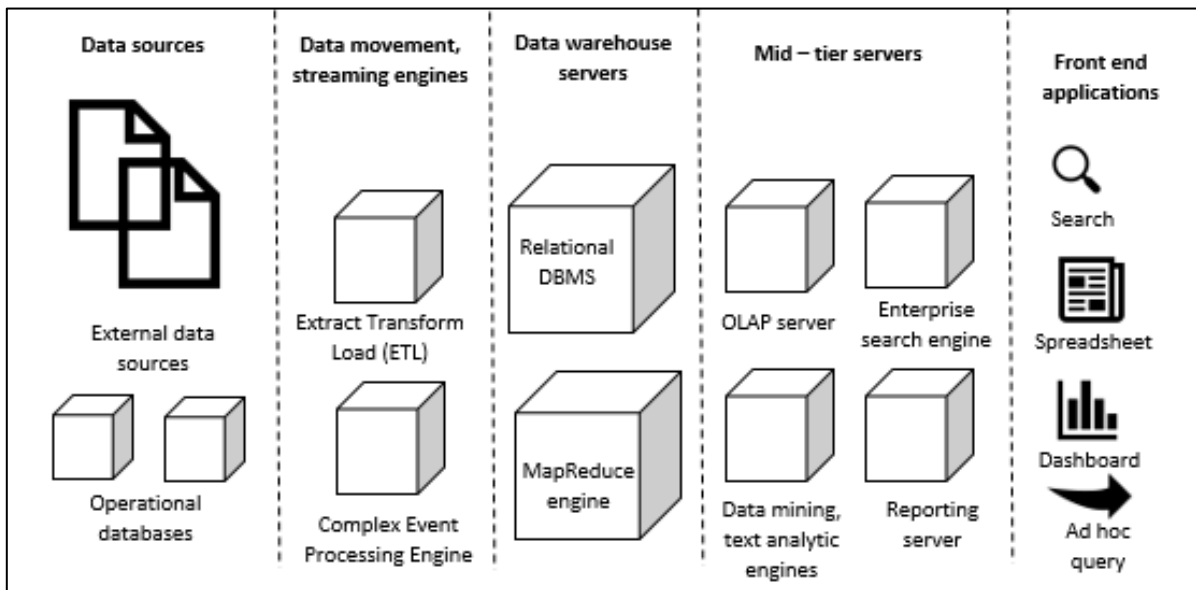 Data sources
External data
sources
Operational
databases
Data movement,
streaming engines
Extract Transform
Load (ETL)
Complex Event
Processing Engine
Data warehouse
servers
Relational
DBMS
MapReduce
engine
Mid – tier servers
OLAP server
Enterprise
search engine
Data mining,
text analytic
engines
Reporting
server
Front end
applications
Search
Spreadsheet
Dashboard
Ad hoc
query